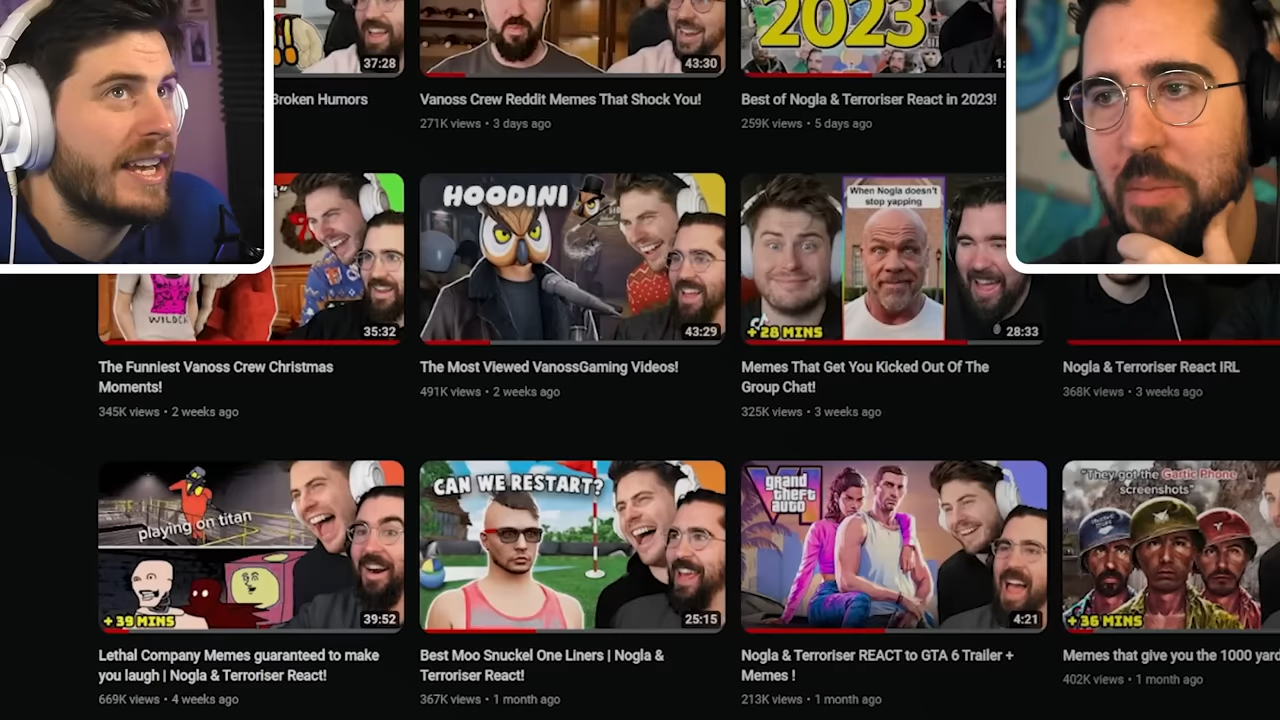 37:28
43:30
2023
1:
Broken Humors
Vanoss Crew Reddit Memes That Shock You!
271K views • 3 days ago
Best of Nogla & Terroriser React in 2023!
259K views • 5 days ago
WILDCA
35:32
HOODINI
43:29
When Nogla doesn't
stop yapping
+28 MINS
28:33
The Funniest Vanoss Crew Christmas
Moments!
345K views • 2 weeks ago
The Most Viewed VanossGaming Videos!
491K views • 2 weeks ago
Memes That Get You Kicked Out Of The
Group Chat!
325K views • 3 weeks ago
Nogla & Terroriser React IRL
368K views • 3 weeks ago
playing on titan
+39 MINS
39:52
CAN WE RESTART?
25:15
VI
grand
theft
auto
4:21
"They got the Gartic Phone
screenshots"
+36 MINS
Lethal Company Memes guaranteed to make
you laugh | Nogla & Terroriser React!
669K views • 4 weeks ago
Best Moo Snuckel One Liners | Nogla &
Terroriser React!
367K views • 1 month ago
Nogla & Terroriser REACT to GTA 6 Trailer +
Memes !
213K views • 1 month ago
Memes that give you the 1000 yard
402K views • 1 month ago